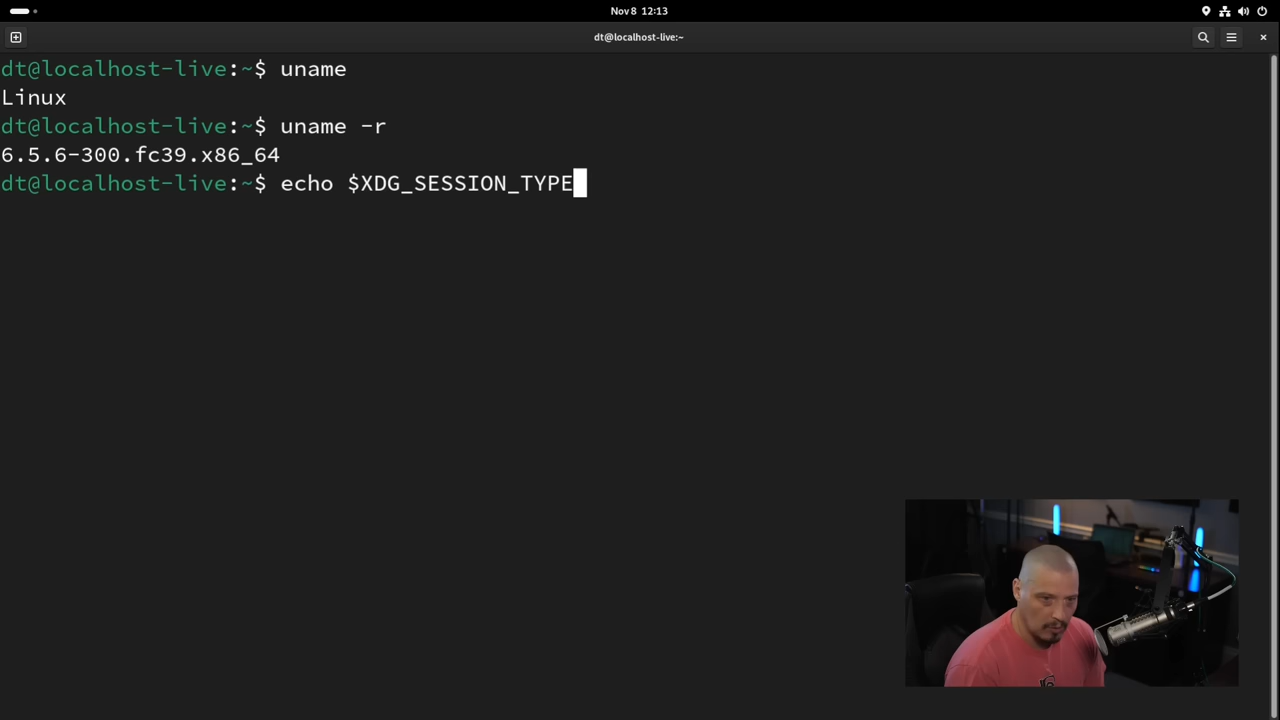 Nov 8 12:13
dt@localhost-live:~
dt@localhost-live:~$ uname
Linux
dt@localhost-live:~$ uname -r
6.5.6-300.fc39.x86_64
dt@localhost-live:~$ echo $XDG_SESSION_TYPE